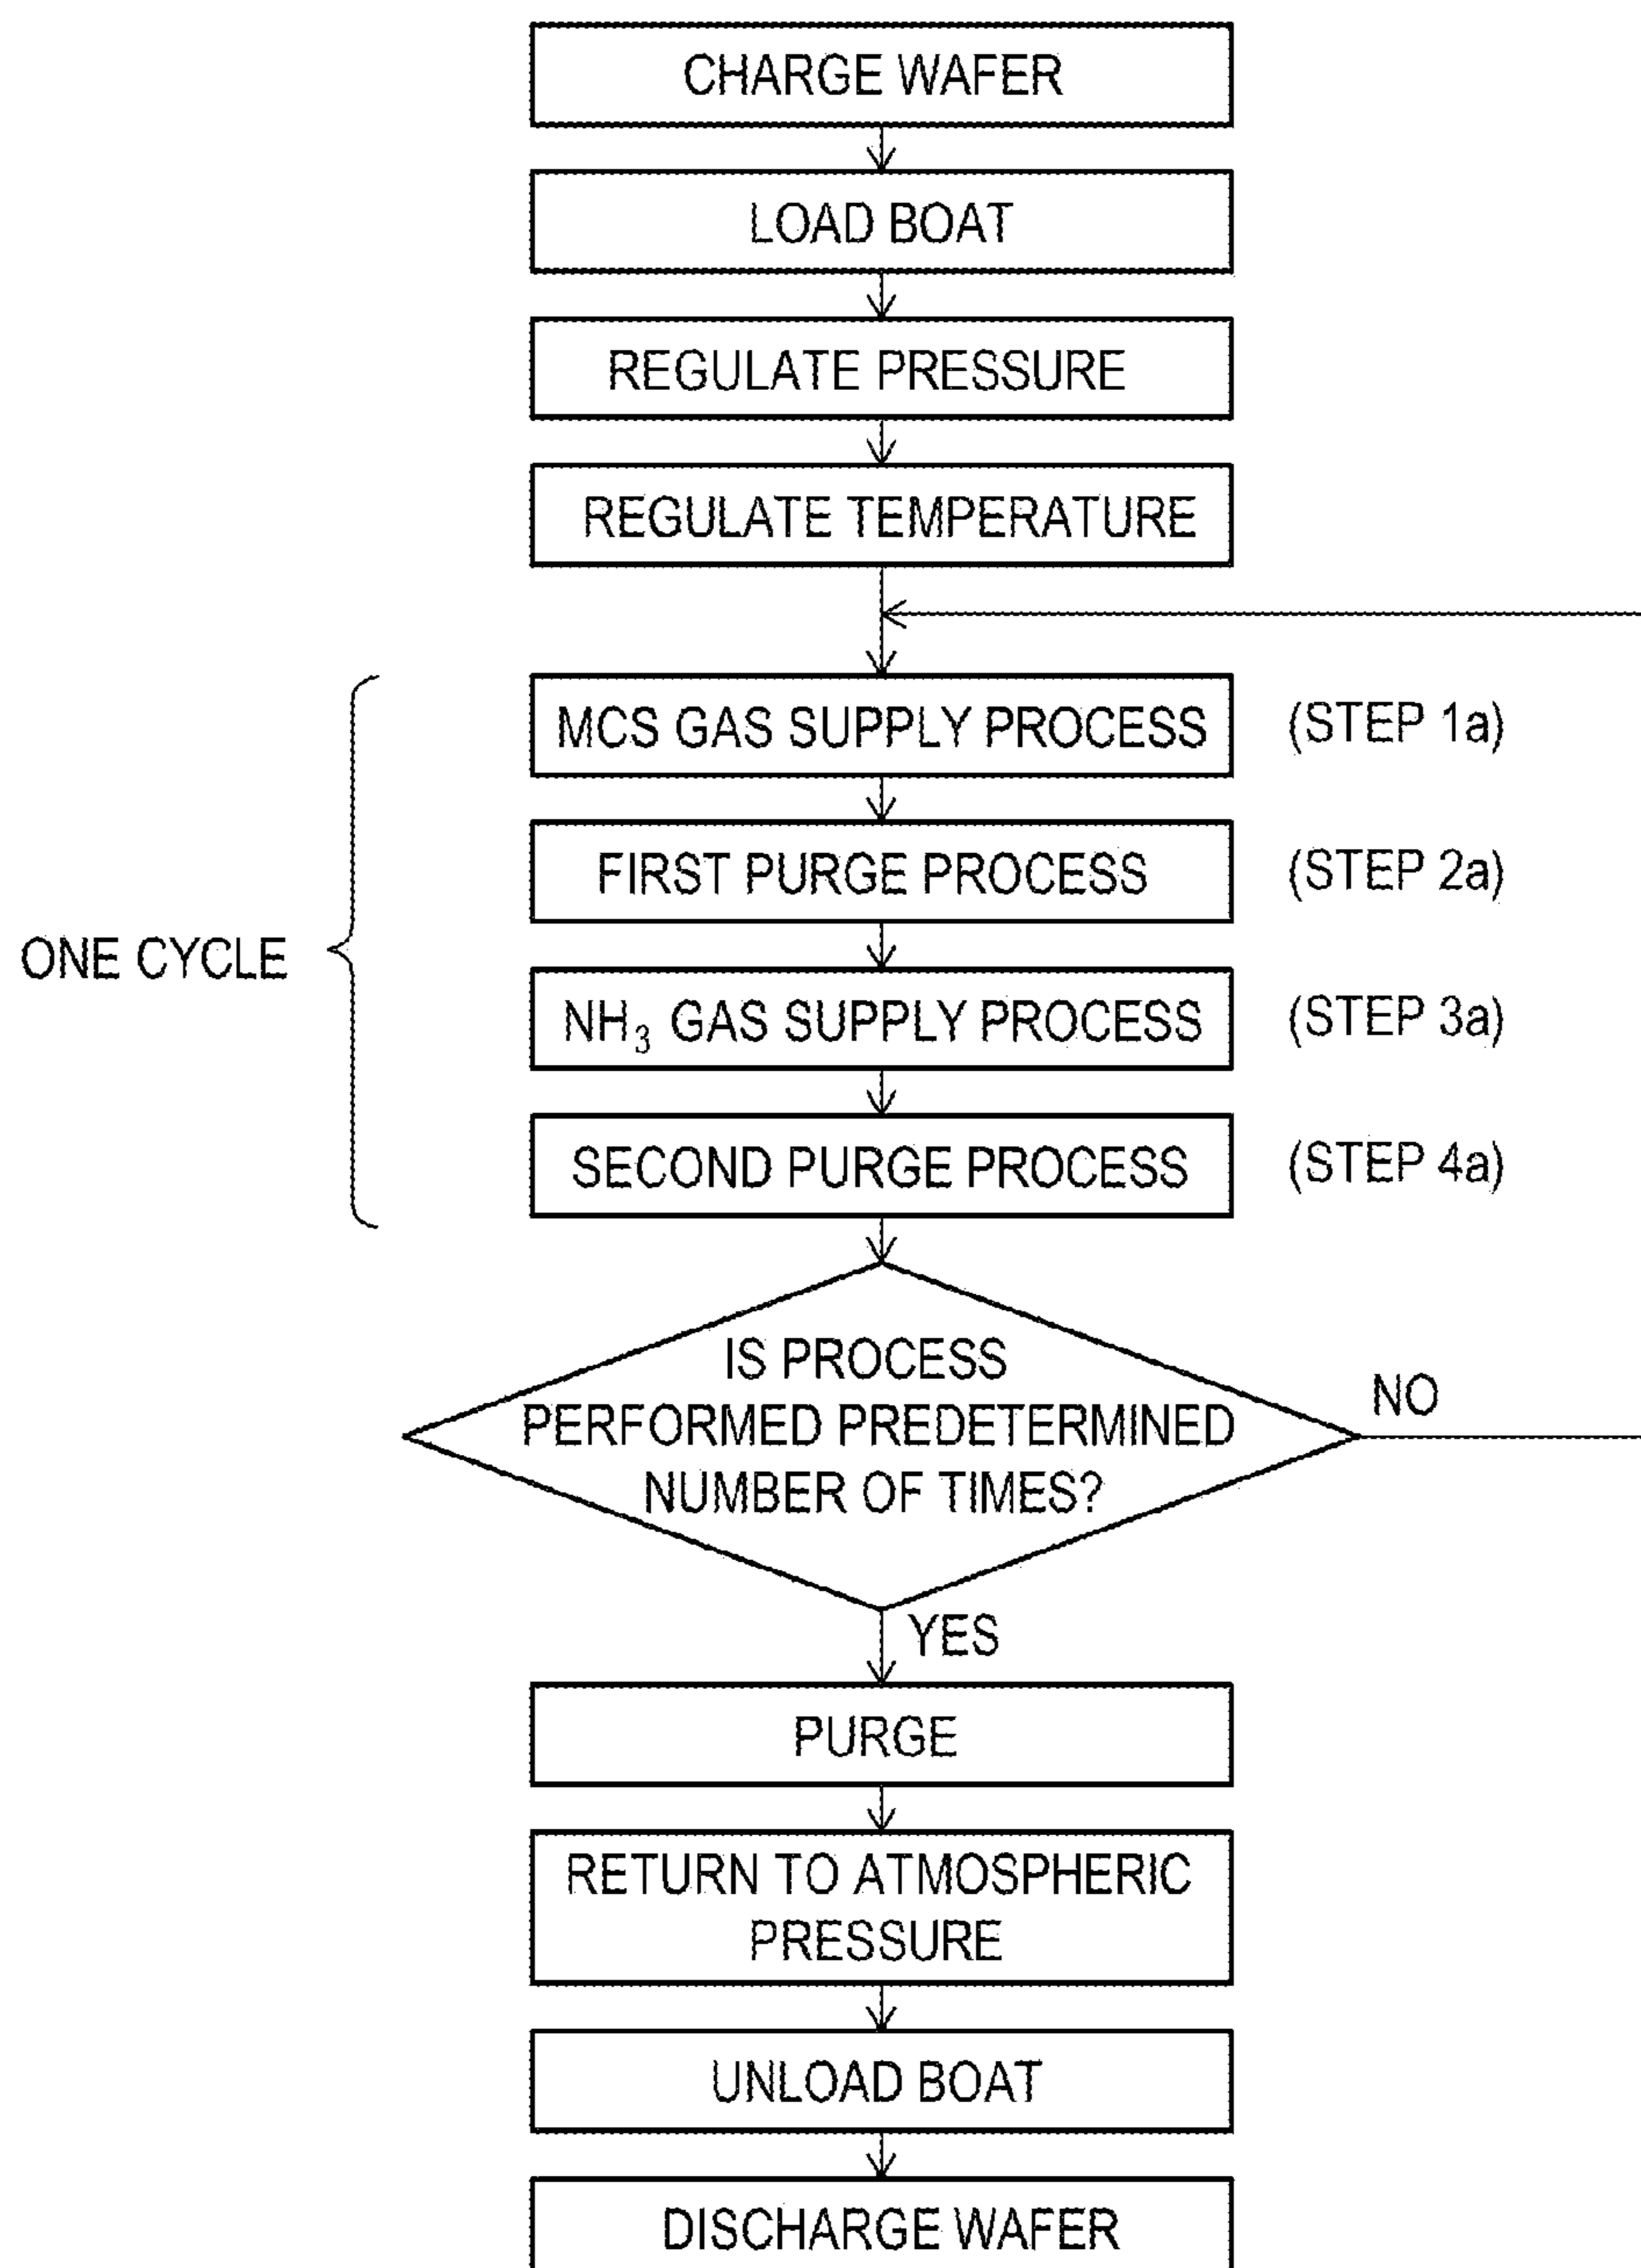 CHARGE WAFER
LOAD BOAT
REGULATE PRESSURE
REGULATE TEMPERATURE
MCS GAS SUPPLY PROCESS (STEP 1a)
FIRST PURGE PROCESS (STEP 2a)
ONE CYCLE
NH₃ GAS SUPPLY PROCESS (STEP 3a)
SECOND PURGE PROCESS (STEP 4a)
IS PROCESS
PERFORMED PREDETERMINED
NUMBER OF TIMES?
NO
YES
PURGE
RETURN TO ATMOSPHERIC
PRESSURE
UNLOAD BOAT
DISCHARGE WAFER